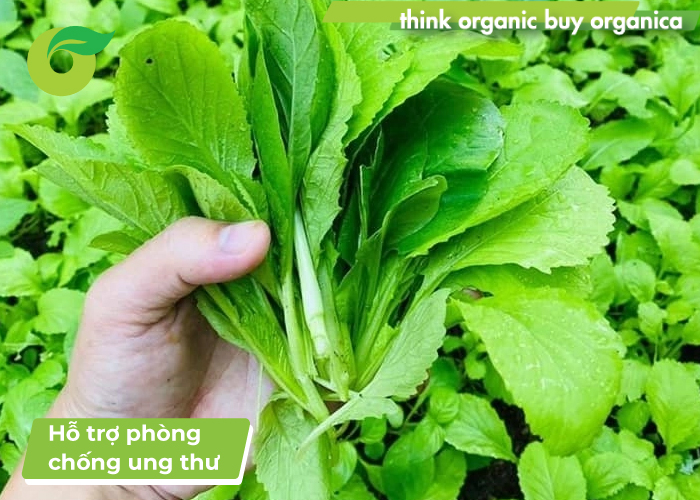 think organic buy organica
Hỗ trợ phòng
chống ung thư